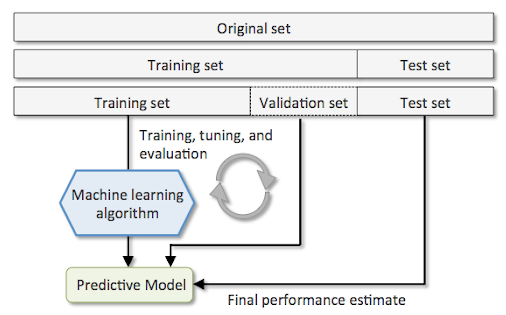 Original set
Training set
Test set
Training set
Validation set
Test set
Training, tuning, and
evaluation
Machine learning
algorithm
Predictive Model
Final performance estimate